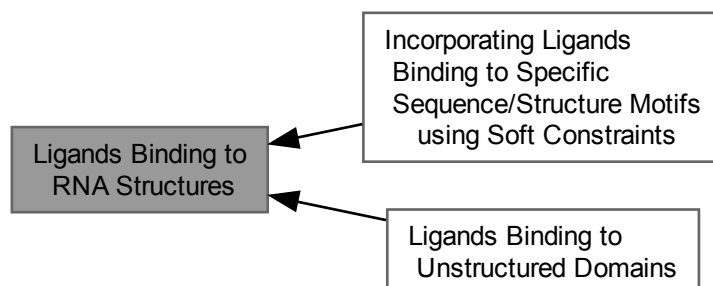 Incorporating Ligands
Binding to Specific
Sequence/Structure Motifs
using Soft Constraints
Ligands Binding to
RNA Structures
Ligands Binding to
Unstructured Domains